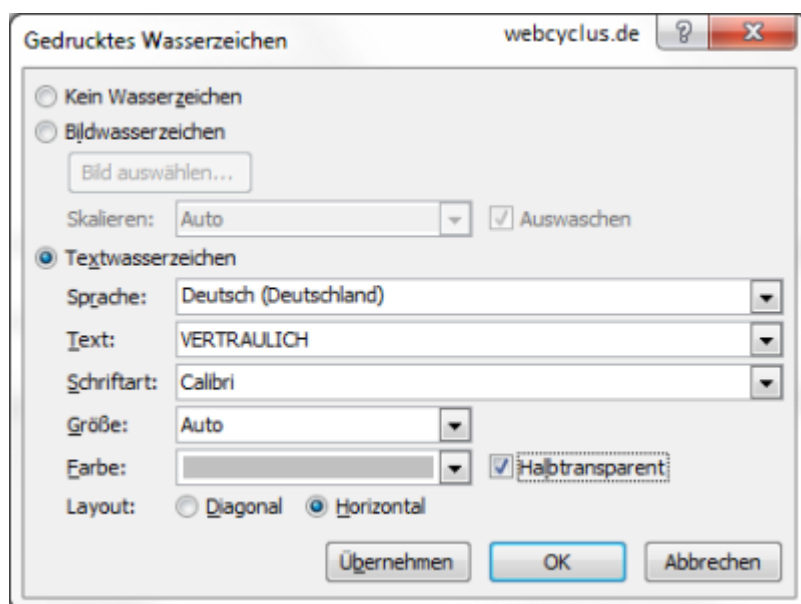 Gedrucktes Wasserzeichen webcyclus.de ?
Kein Wasserzeichen
Bildwasserzeichen
Bild auswählen...
Skalieren: Auto Auswaschen
Textwasserzeichen
Sprache: Deutsch (Deutschland)
Text: VERTRAULICH
Schriftart: Calibri
Größe: Auto
Farbe: Halbtransparent
Layout: Diagonal Horizontal
Übernehmen OK Abbrechen